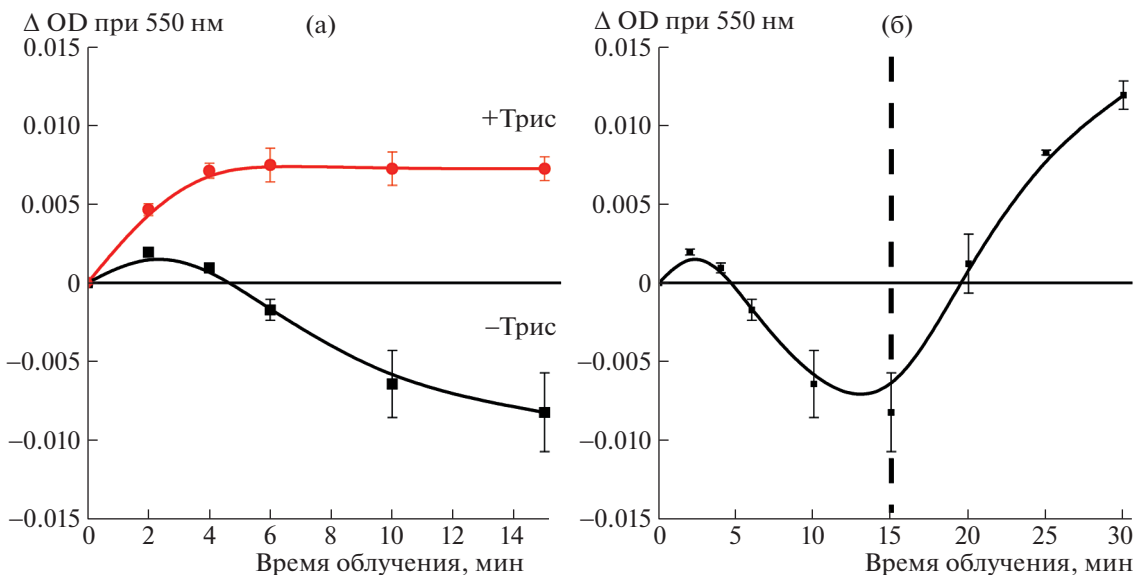 Δ OD при 550 нм
(а)
0.015
0.010
0.005
0
−0.005
−0.010
−0.015
+Трис
−Трис
0 2 4 6 8 10 12 14
Время облучения, мин
Δ OD при 550 нм
(б)
0.015
0.010
0.005
0
−0.005
−0.010
−0.015
0 5 10 15 20 25 30
Время облучения, мин